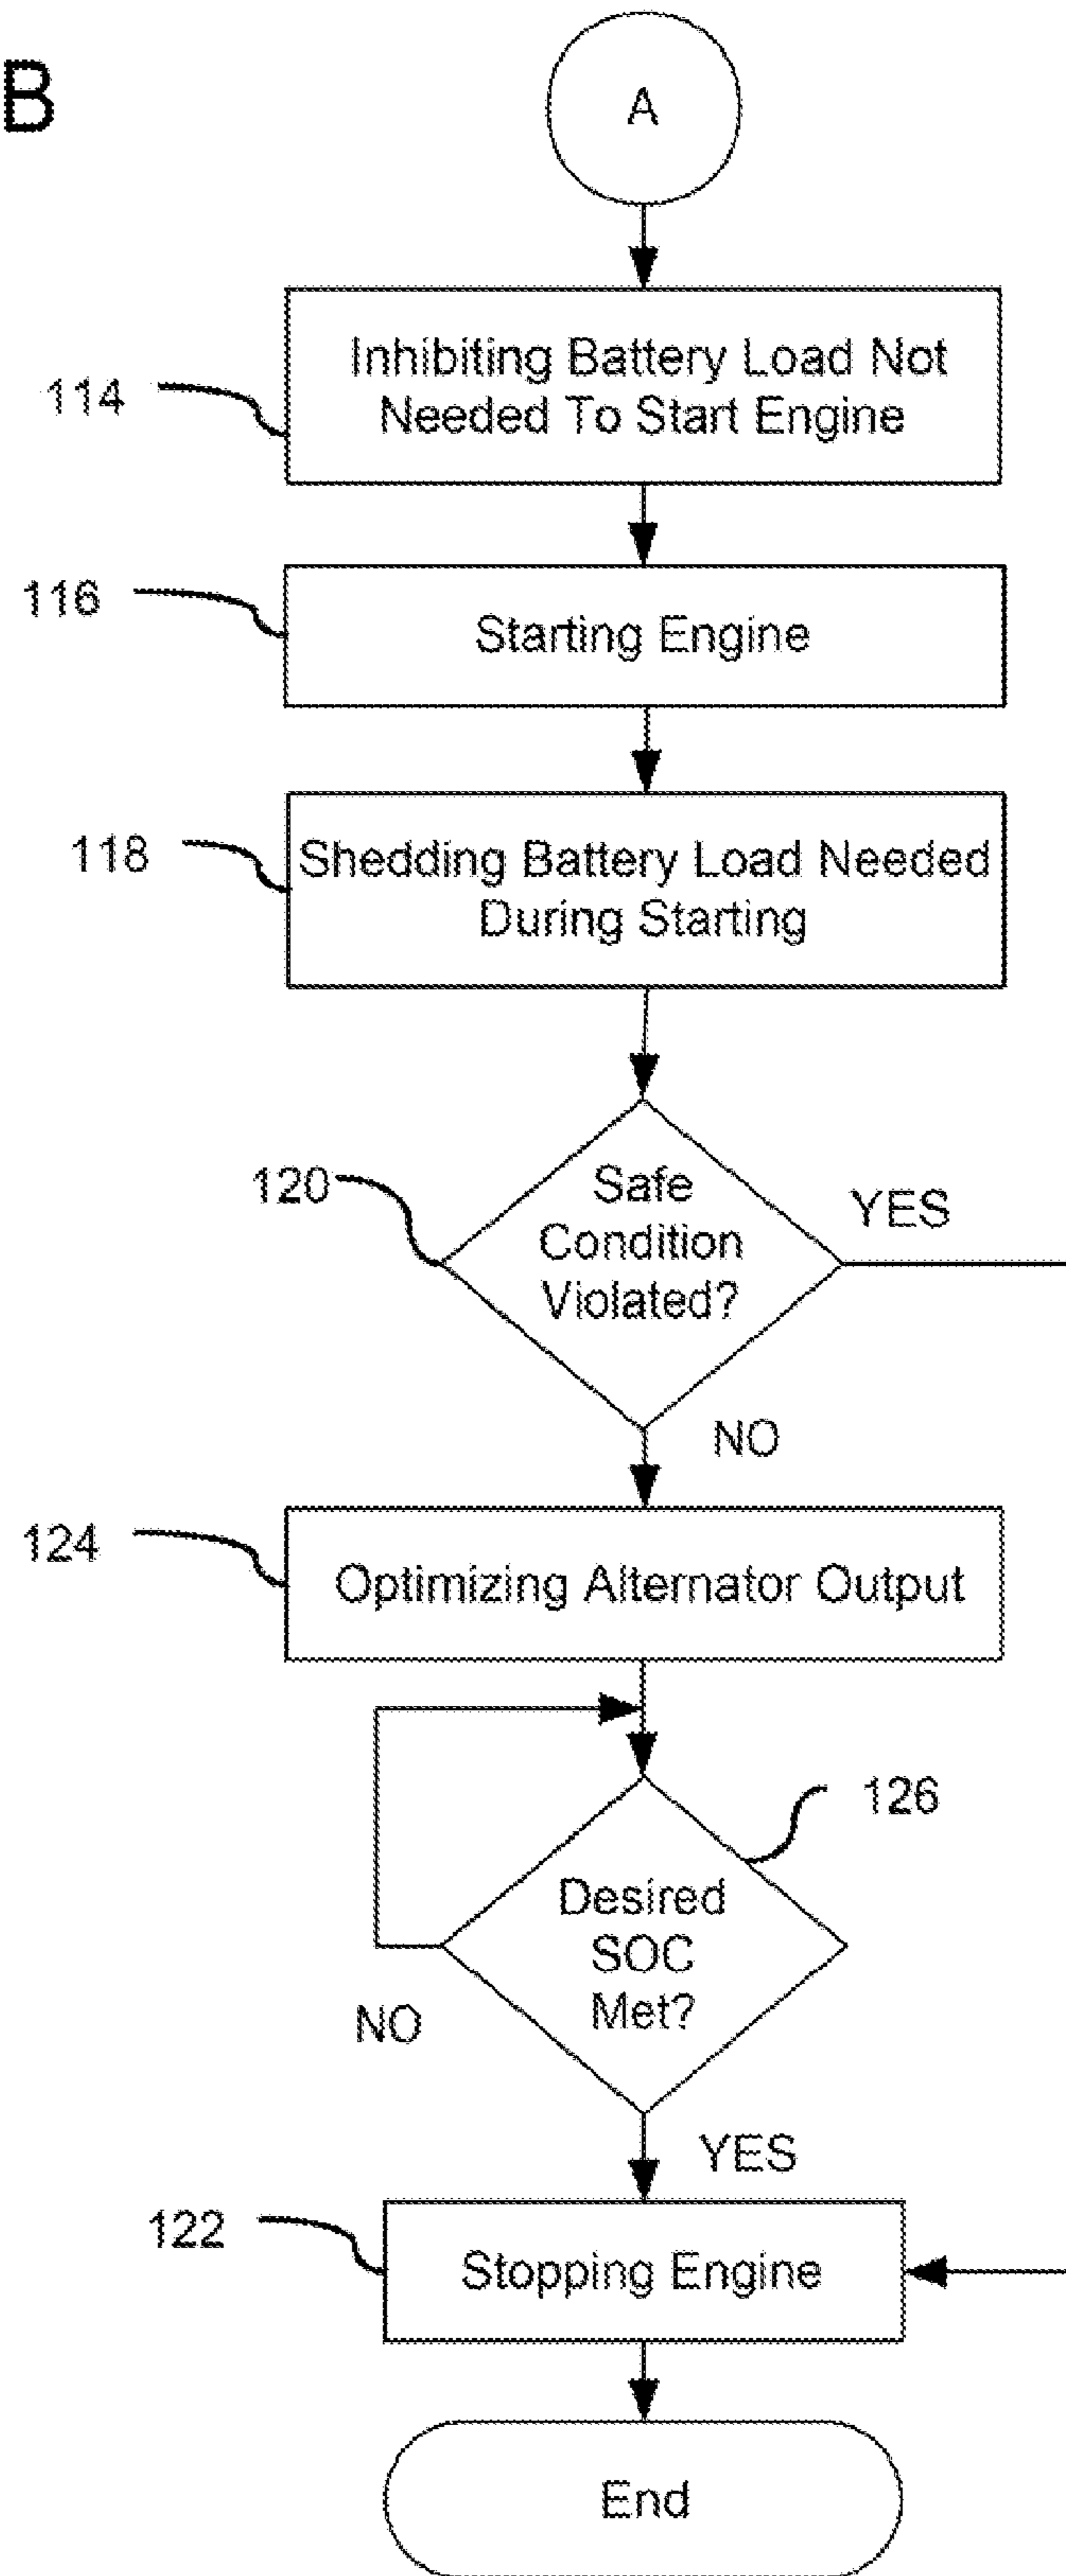 B
A
114
Inhibiting Battery Load Not
Needed To Start Engine
116
Starting Engine
118
Shedding Battery Load Needed
During Starting
120
Safe
Condition
Violated?
YES
NO
124
Optimizing Alternator Output
126
Desired
SOC
Met?
NO
YES
122
Stopping Engine
End